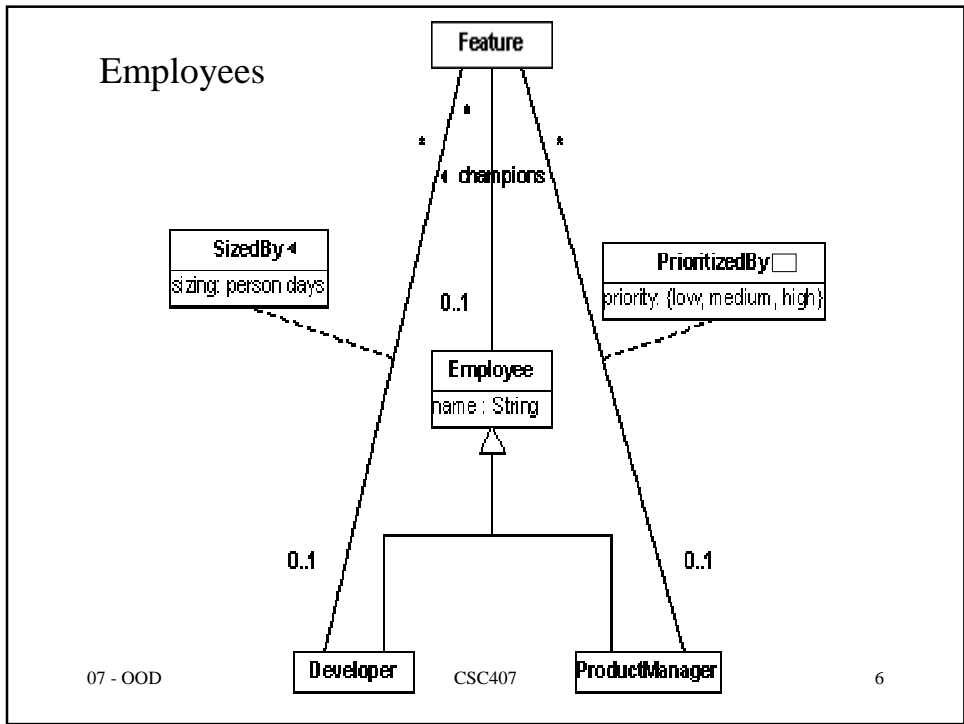 Employees
Feature
*
*
*
◄ champions
SizedBy ◄
sizing: person days
PrioritizedBy □
priority: {low, medium, high}
0..1
Employee
name : String
0..1
0..1
Developer
ProductManager
07 - OOD
CSC407
6